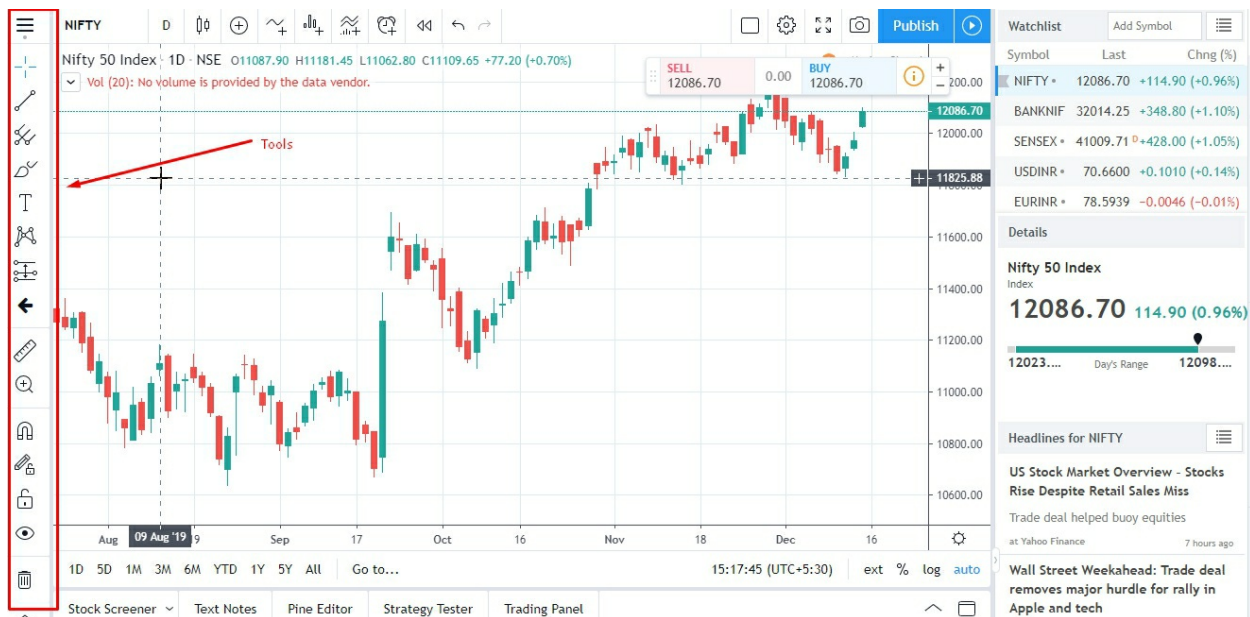 NIFTY D Publish
Nifty 50 Index · 1D · NSE O11087.90 H11181.45 L11062.80 C11109.65 +77.20 (+0.70%)
Vol (20): No volume is provided by the data vendor.
SELL
12086.70
0.00
BUY
12086.70
12086.70
12000.00
11825.88
11600.00
11400.00
11200.00
11000.00
10800.00
10600.00
Tools
Aug 09 Aug '19 Sep 17 Oct 16 Nov 18 Dec 16
1D 5D 1M 3M 6M YTD 1Y 5Y All Go to... 15:17:45 (UTC+5:30) ext % log auto
Stock Screener Text Notes Pine Editor Strategy Tester Trading Panel
Watchlist Add Symbol
Symbol Last Chng (%)
NIFTY 12086.70 +114.90 (+0.96%)
BANKNIF 32014.25 +348.80 (+1.10%)
SENSEX 41009.71 D +428.00 (+1.05%)
USDINR 70.6600 +0.1010 (+0.14%)
EURINR 78.5939 −0.0046 (−0.01%)
Details
Nifty 50 Index
Index
12086.70 114.90 (0.96%)
12023.... Day's Range 12098....
Headlines for NIFTY
US Stock Market Overview - Stocks
Rise Despite Retail Sales Miss
Trade deal helped buoy equities
at Yahoo Finance 7 hours ago
Wall Street Weekahead: Trade deal
removes major hurdle for rally in
Apple and tech